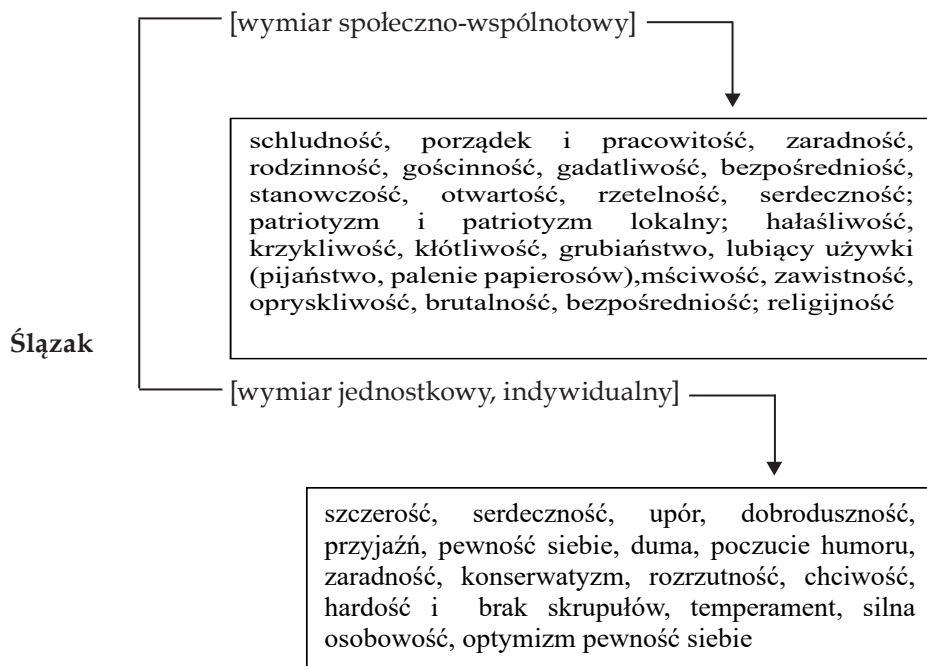 [wymiar społeczno-wspólnotowy]
schludność, porządek i pracowitość, zaradność,
rodzinność, gościnność, gadatliwość, bezpośredniość,
stanowczość, otwartość, rzetelność, serdeczność;
patriotyzm i patriotyzm lokalny; hałaśliwość,
krzykliwość, kłótliwość, grubiaństwo, lubiący używki
(pijaństwo, palenie papierosów),mściwość, zawistność,
opryskliwość, brutalność, bezpośredniość; religijność
Ślązak
[wymiar jednostkowy, indywidualny]
szczerość, serdeczność, upór, dobroduszność,
przyjaźń, pewność siebie, duma, poczucie humoru,
zaradność, konserwatyzm, rozrzutność, chciwość,
hardość i brak skrupułów, temperament, silna
osobowość, optymizm pewność siebie